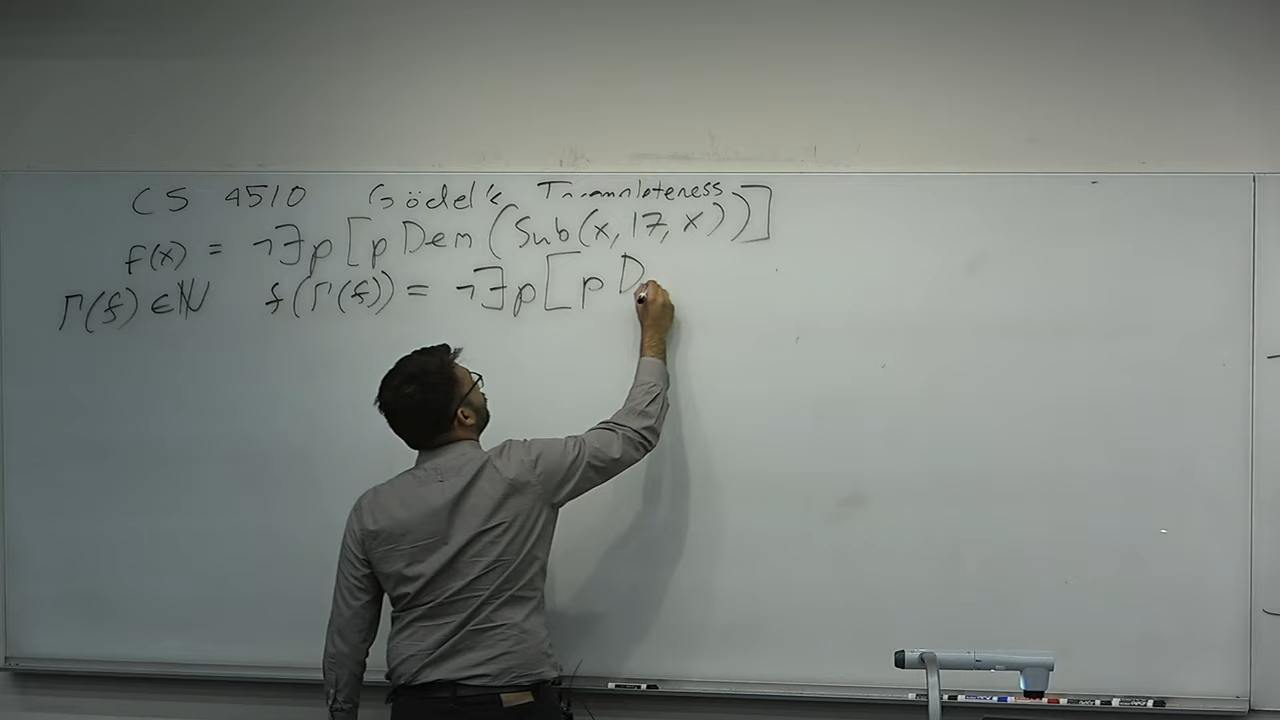 CS 4510 Gödel's Incompleteness
f(x) = ¬∃p[p Dem (Sub(x, 17, x))]
Γ(f) ∈ ℕ f(Γ(f)) = ¬∃p[p D